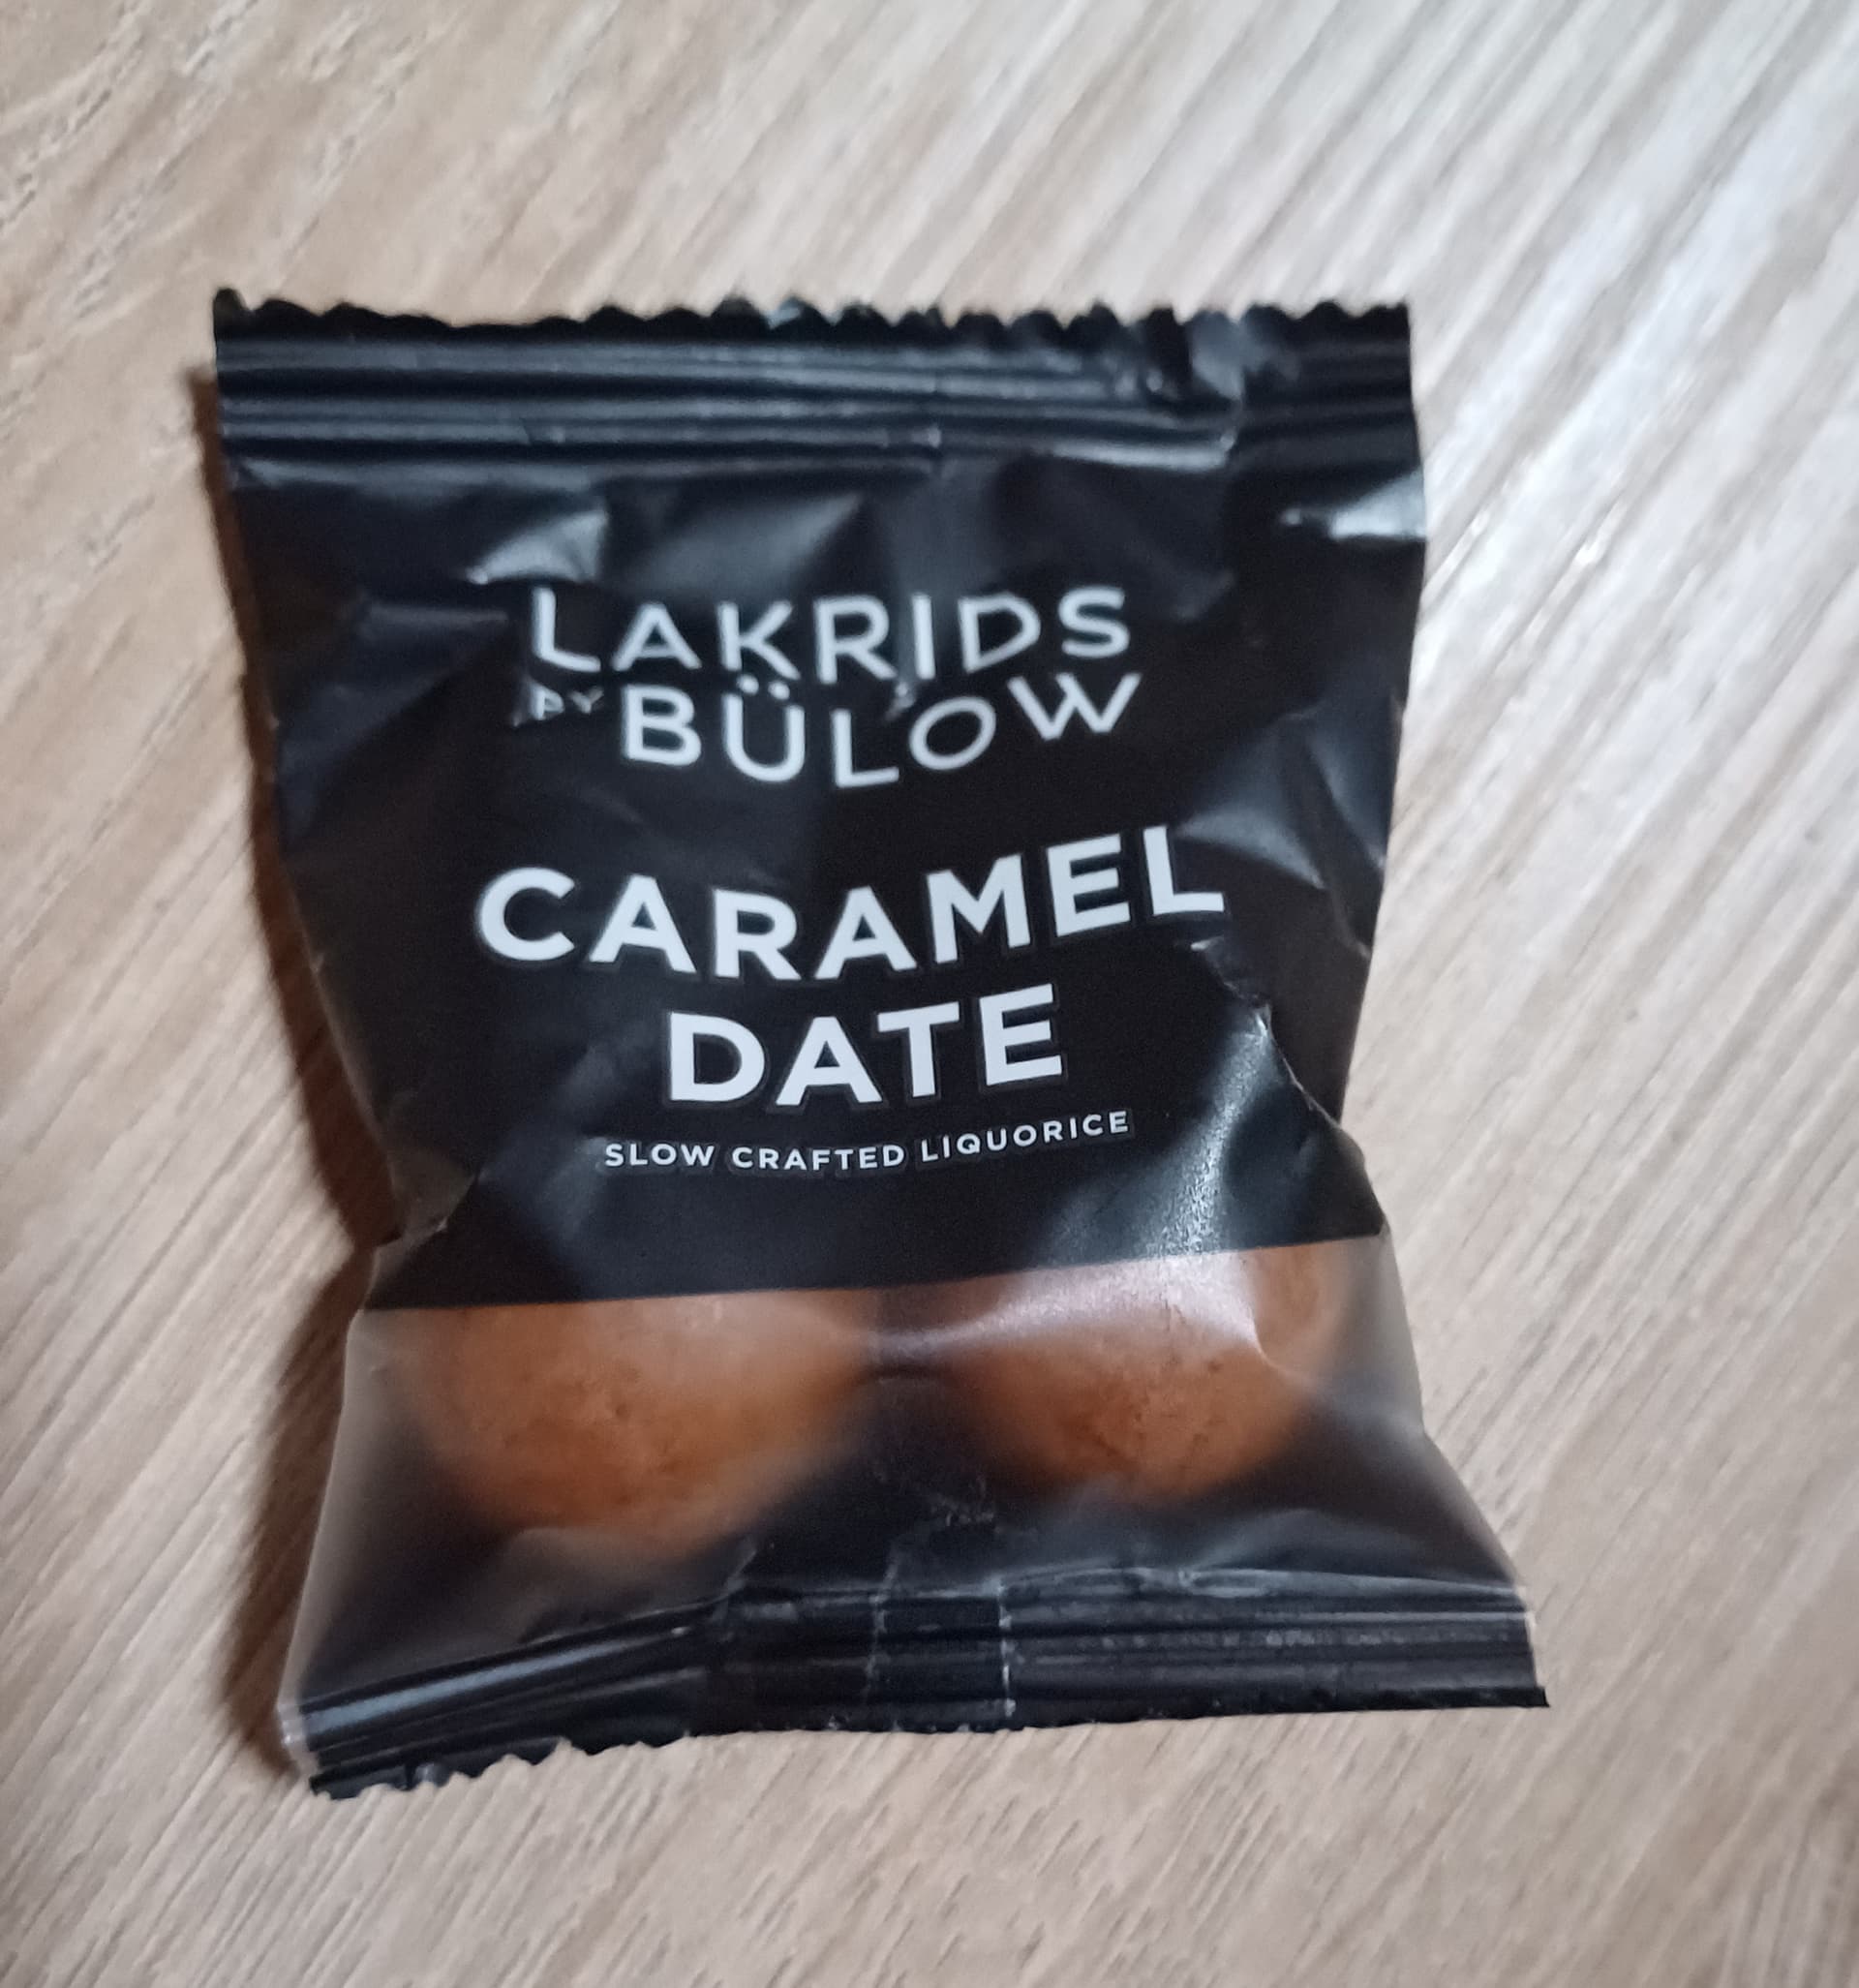 LAKRIDS
BY BÜLOW
CARAMEL
DATE
SLOW CRAFTED LIQUORICE